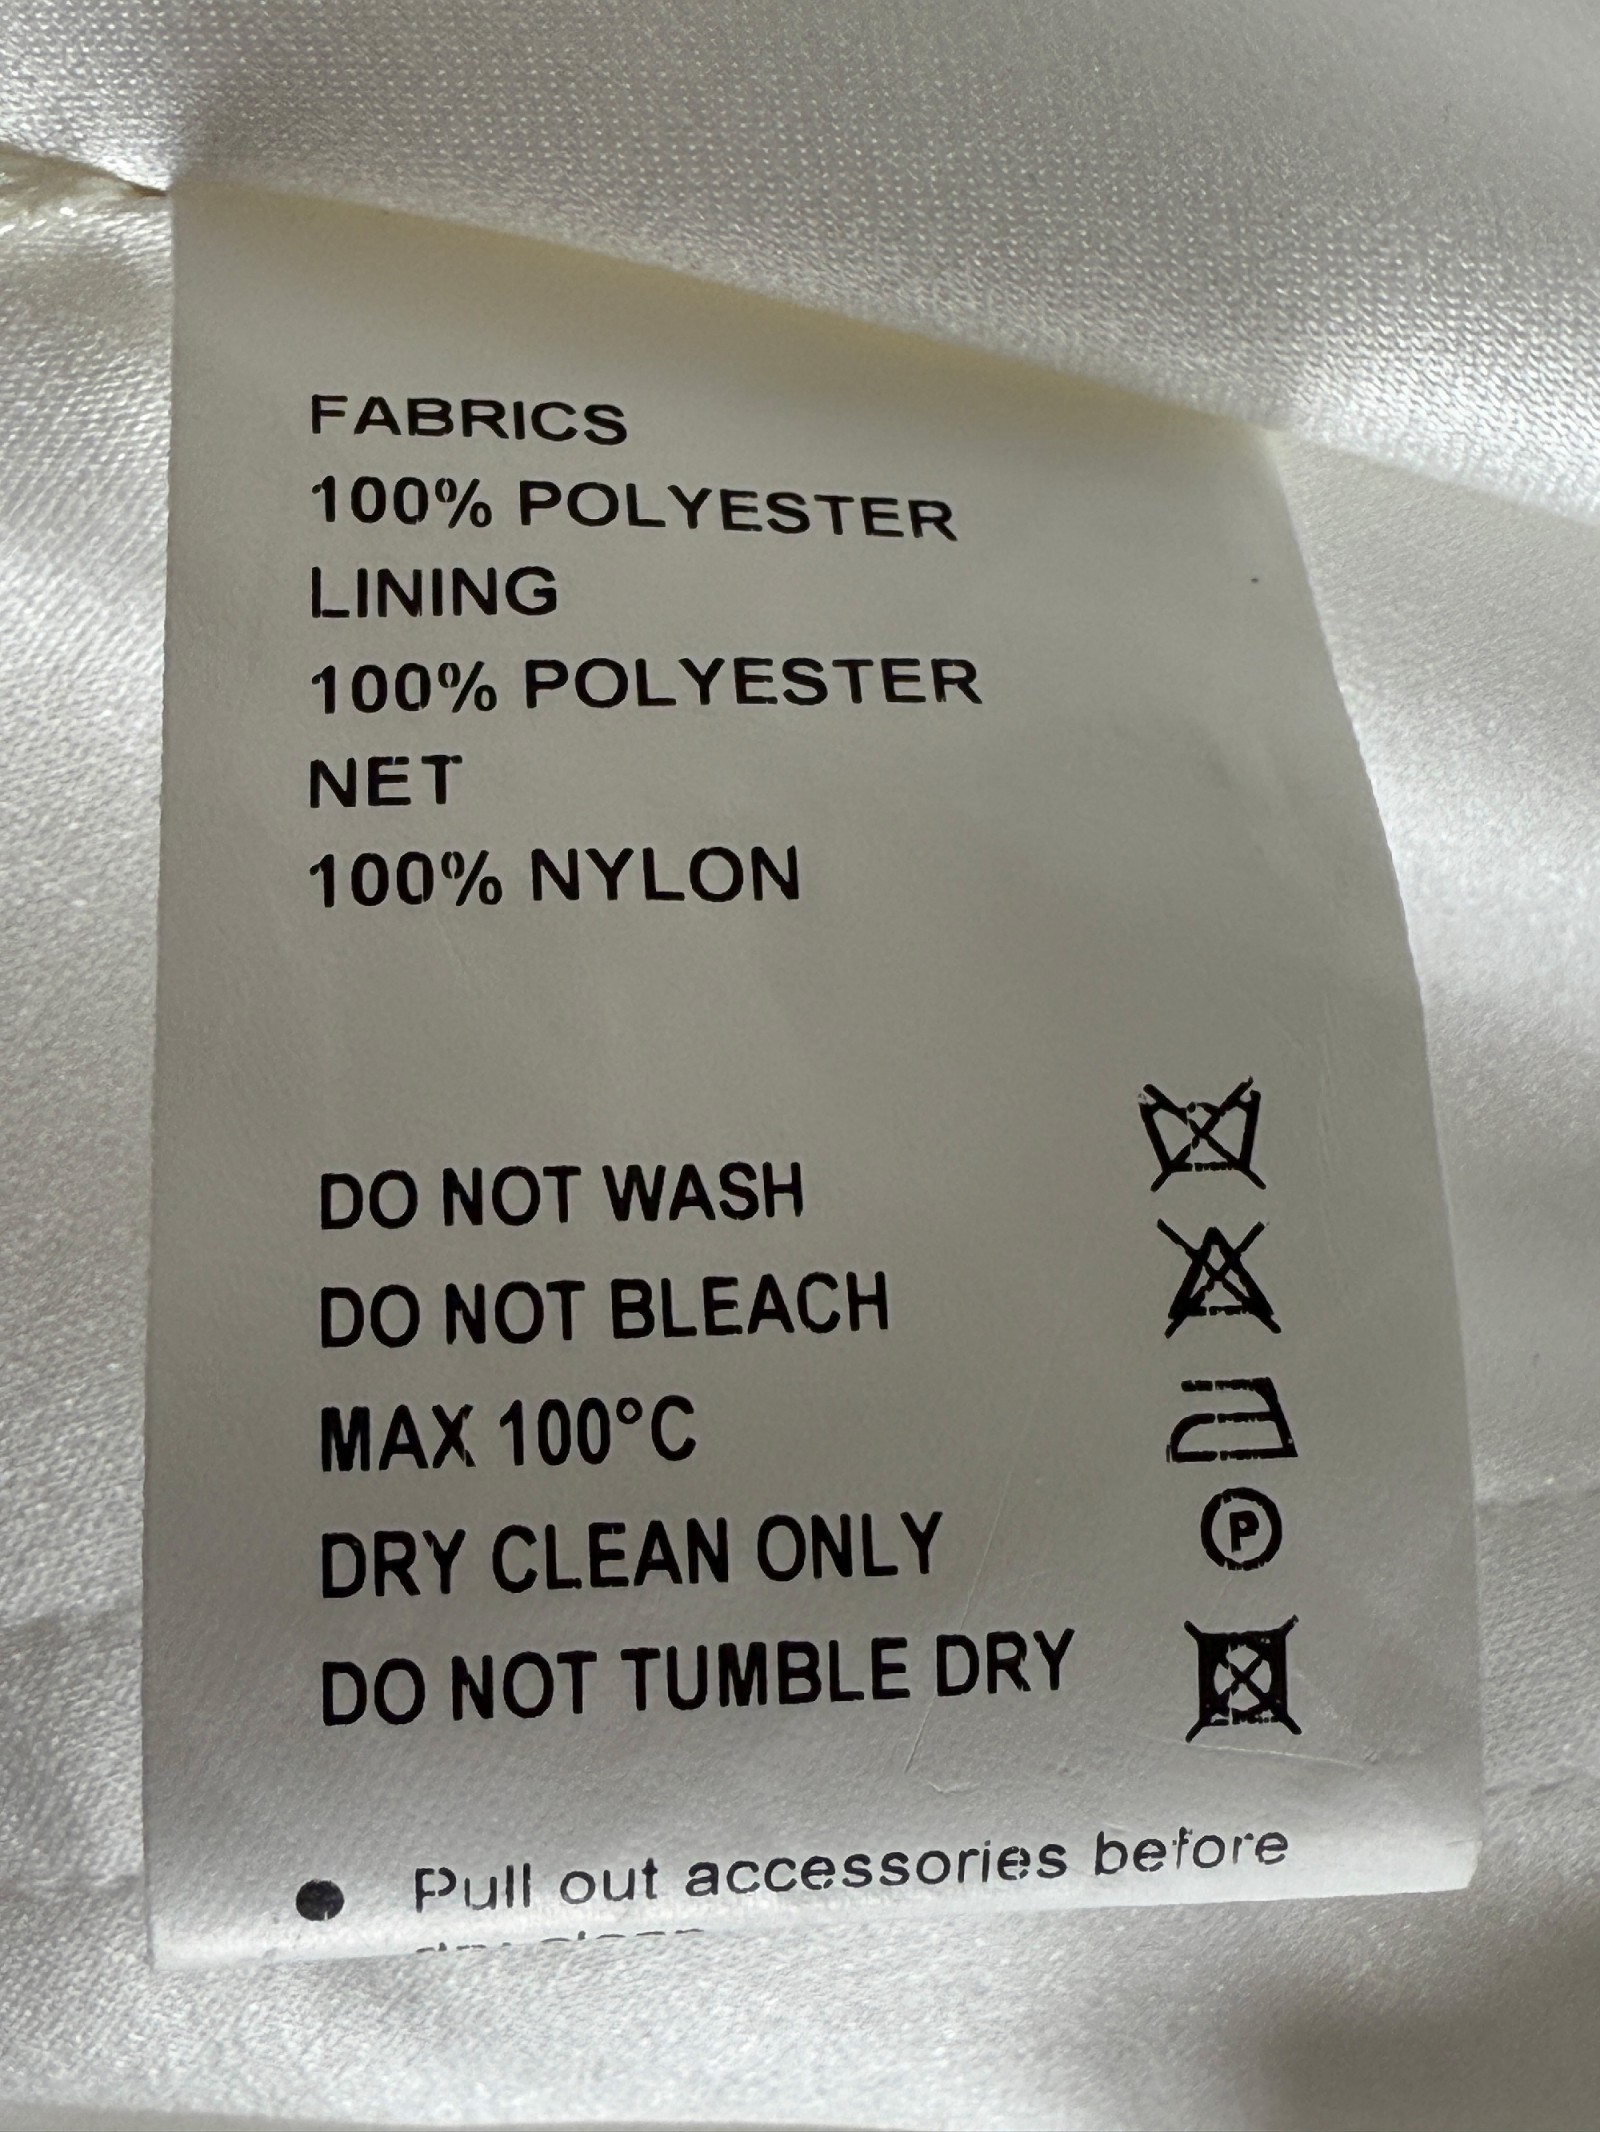 FABRICS
100% POLYESTER
LINING
100% POLYESTER
NET
100% NYLON
DO NOT WASH
DO NOT BLEACH
MAX 100°C
DRY CLEAN ONLY
P
DO NOT TUMBLE DRY
● Pull out accessories before